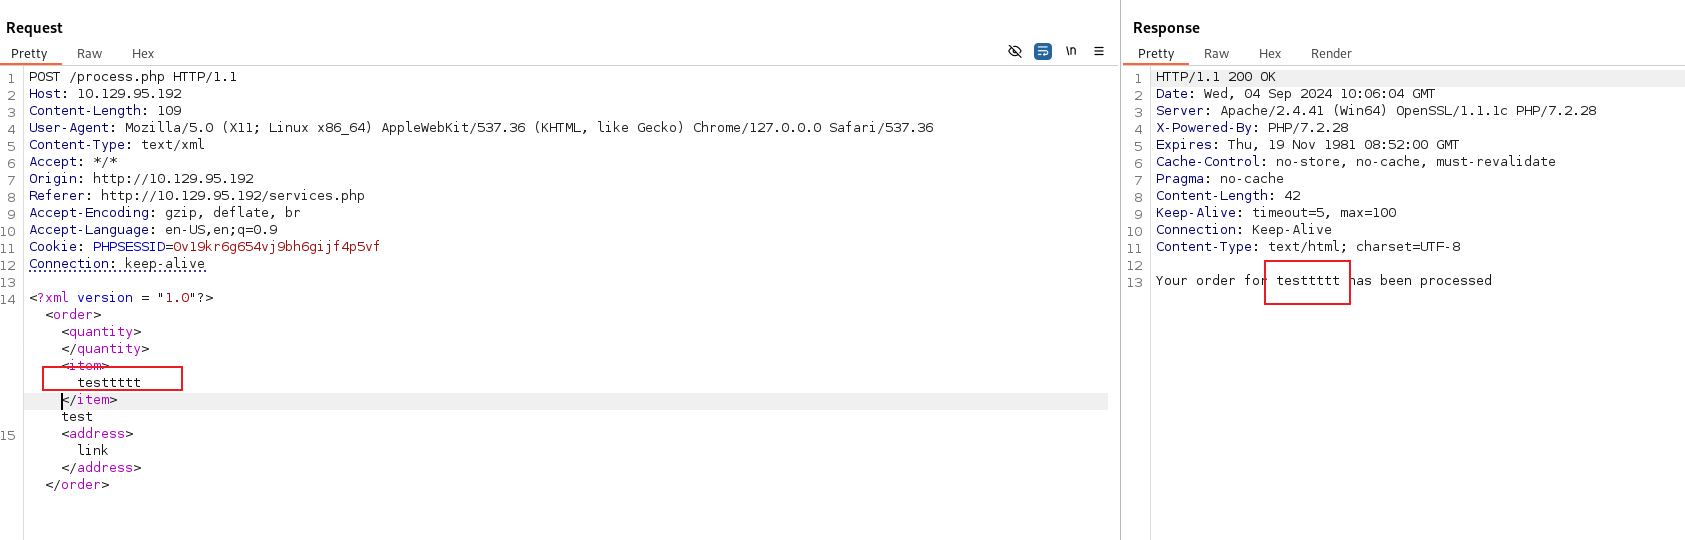 Request
Pretty Raw Hex
\n
1 POST /process.php HTTP/1.1
2 Host: 10.129.95.192
3 Content-Length: 109
4 User-Agent: Mozilla/5.0 (X11; Linux x86_64) AppleWebKit/537.36 (KHTML, like Gecko) Chrome/127.0.0.0 Safari/537.36
5 Content-Type: text/xml
6 Accept: */*
7 Origin: http://10.129.95.192
8 Referer: http://10.129.95.192/services.php
9 Accept-Encoding: gzip, deflate, br
10 Accept-Language: en-US,en;q=0.9
11 Cookie: PHPSESSID=0v19kr6g654vj9bh6gijf4p5vf
12 Connection: keep-alive
13
14 <?xml version = "1.0"?>
<order>
<quantity>
</quantity>
<item>
testtttt
</item>
test
15 <address>
link
</address>
</order>
Response
Pretty Raw Hex Render
1 HTTP/1.1 200 OK
2 Date: Wed, 04 Sep 2024 10:06:04 GMT
3 Server: Apache/2.4.41 (Win64) OpenSSL/1.1.1c PHP/7.2.28
4 X-Powered-By: PHP/7.2.28
5 Expires: Thu, 19 Nov 1981 08:52:00 GMT
6 Cache-Control: no-store, no-cache, must-revalidate
7 Pragma: no-cache
8 Content-Length: 42
9 Keep-Alive: timeout=5, max=100
10 Connection: Keep-Alive
11 Content-Type: text/html; charset=UTF-8
12
13 Your order for testtttt has been processed